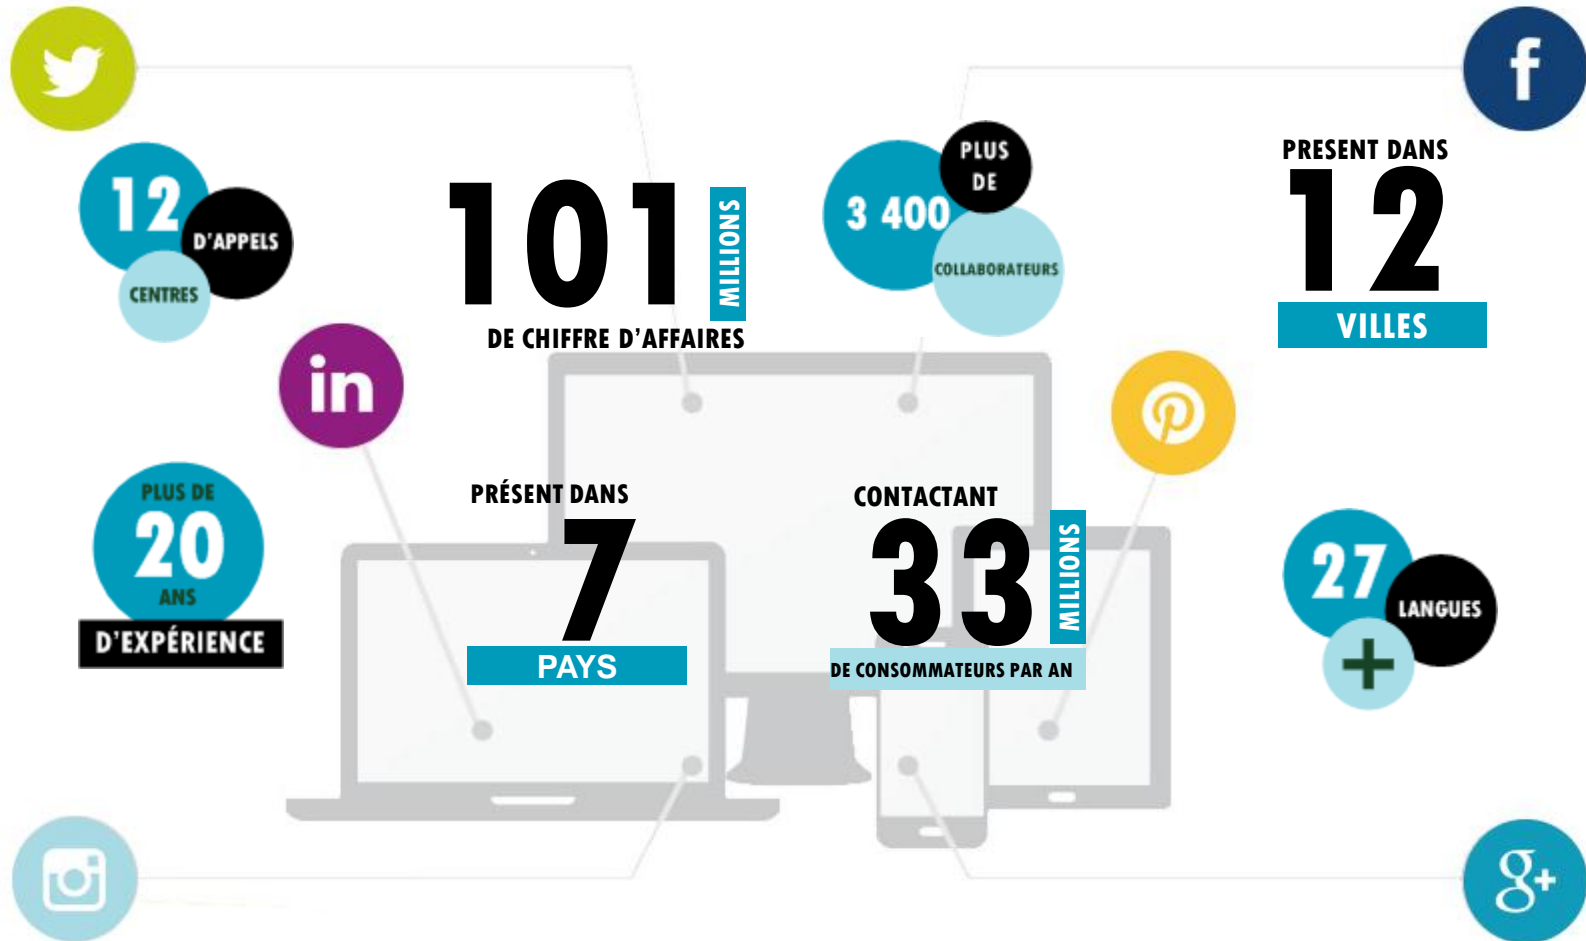 12
D'APPELS
CENTRES
101
MILLIONS
DE CHIFFRE D'AFFAIRES
PLUS
DE
3 400
COLLABORATEURS
PRESENT DANS
12
VILLES
in
f
PLUS DE
20
ANS
D'EXPÉRIENCE
PRÉSENT DANS
7
PAYS
CONTACTANT
33
MILLIONS
DE CONSOMMATEURS PAR AN
27
LANGUES
+
g+